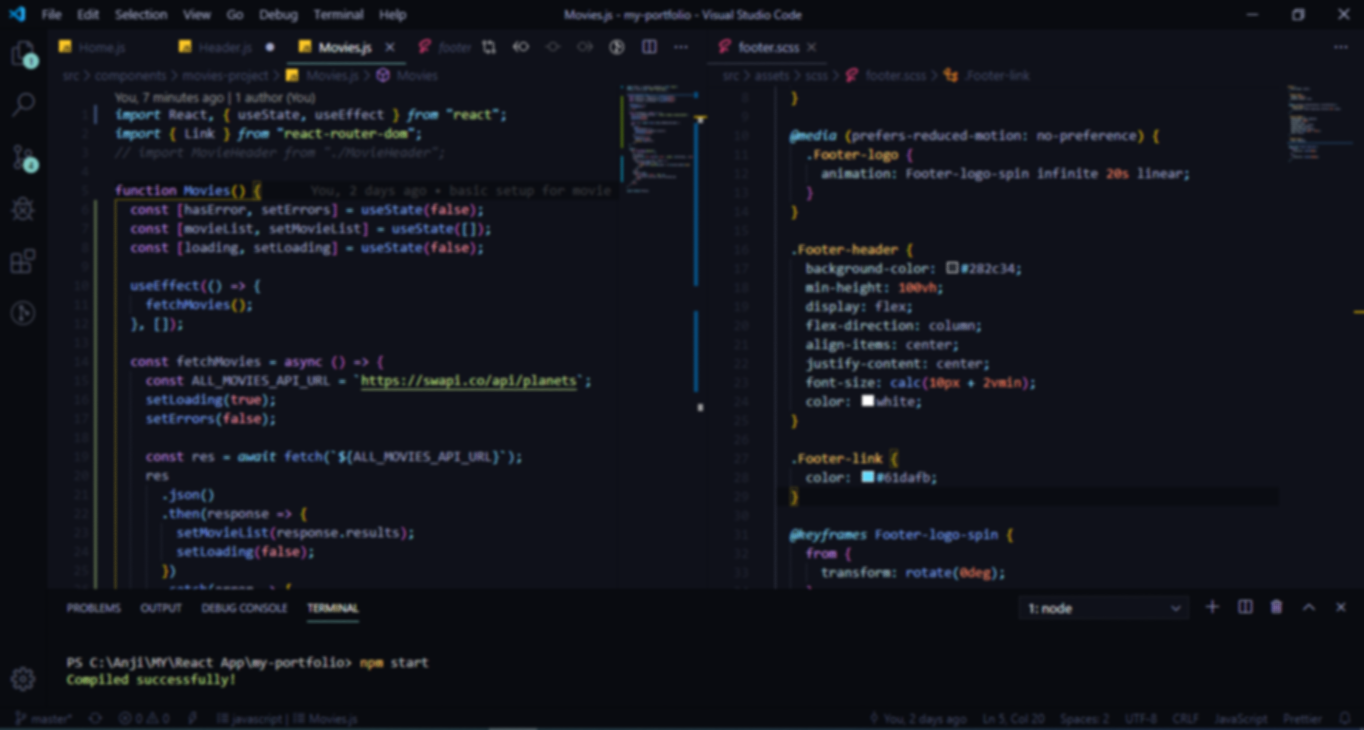 File Edit Selection View Go Debug Terminal Help
Movies.js - my-portfolio - Visual Studio Code
Home.js Header.js Movies.js footer
footer.scss
src > components > movies-project > Movies.js > Movies
src > assets > scss > footer.scss > .Footer-link
You, 7 minutes ago | 1 author (You)
1 import React, { useState, useEffect } from "react";
2 import { Link } from "react-router-dom";
3 // import MovieHeader from "./MovieHeader";
4
5 function Movies() { You, 2 days ago • basic setup for movie
6 const [hasError, setErrors] = useState(false);
7 const [movieList, setMovieList] = useState([]);
8 const [loading, setLoading] = useState(false);
9
10 useEffect(() => {
11 fetchMovies();
12 }, []);
13
14 const fetchMovies = async () => {
15 const ALL_MOVIES_API_URL = `https://swapi.co/api/planets`;
16 setLoading(true);
17 setErrors(false);
18
19 const res = await fetch(`${ALL_MOVIES_API_URL}`);
20 res
21 .json()
22 .then(response => {
23 setMovieList(response.results);
24 setLoading(false);
25 })
.catch(error => {
8 }
9
10 @media (prefers-reduced-motion: no-preference) {
11 .Footer-logo {
12 animation: Footer-logo-spin infinite 20s linear;
13 }
14 }
15
16 .Footer-header {
17 background-color: #282c34;
18 min-height: 100vh;
19 display: flex;
20 flex-direction: column;
21 align-items: center;
22 justify-content: center;
23 font-size: calc(10px + 2vmin);
24 color: white;
25 }
26
27 .Footer-link {
28 color: #61dafb;
29 }
30
31 @keyframes Footer-logo-spin {
32 from {
33 transform: rotate(0deg);
PROBLEMS OUTPUT DEBUG CONSOLE TERMINAL
1: node
PS C:\Anji\MY\React App\my-portfolio> npm start
Compiled successfully!
master* 0 0 javascript | Movies.js
You, 2 days ago Ln 5, Col 20 Spaces: 2 UTF-8 CRLF JavaScript Prettier